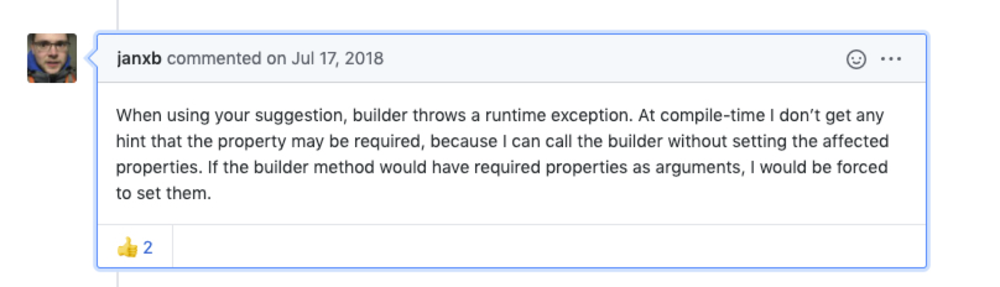 janxb commented on Jul 17, 2018
When using your suggestion, builder throws a runtime exception. At compile-time I don’t get any
hint that the property may be required, because I can call the builder without setting the affected
properties. If the builder method would have required properties as arguments, I would be forced
to set them.
👍 2